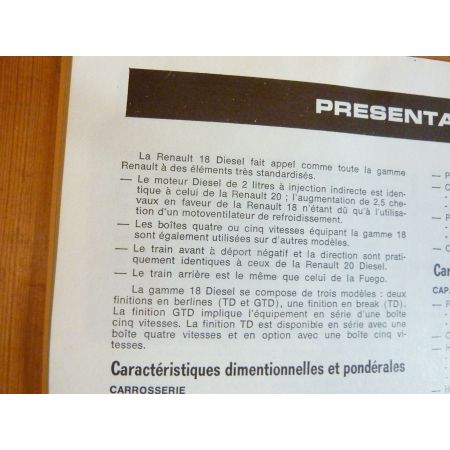 PRESENTA
La Renault 18 Diesel fait appel comme toute la gamme
Renault à des éléments très standardisés.
— Le moteur Diesel de 2 litres à injection indirecte est iden-
tique à celui de la Renault 20 ; l'augmentation de 2,5 che-
vaux en faveur de la Renault 18 n'étant dû qu'à l'utilisa-
tion d'un motoventilateur de refroidissement.
— Les boîtes quatre ou cinq vitesses équipant la gamme 18
sont également utilisées sur d'autres modèles.
— Le train avant à déport négatif et la direction sont prati-
quement identiques à ceux de la Renault 20 Diesel.
— Le train arrière est le même que celui de la Fuego.
La gamme 18 Diesel se compose de trois modèles : deux
finitions en berlines (TD et GTD), une finition en break (TD).
La finition GTD implique l'équipement en série d'une boîte
cinq vitesses. La finition TD est disponible en série avec une
boîte quatre vitesses et en option avec une boîte cinq vi-
tesses.
Caractéristiques dimentionnelles et pondérales
CARROSSERIE
— P
— C
— P
— C
Ca
CAP
— P
— C
— H